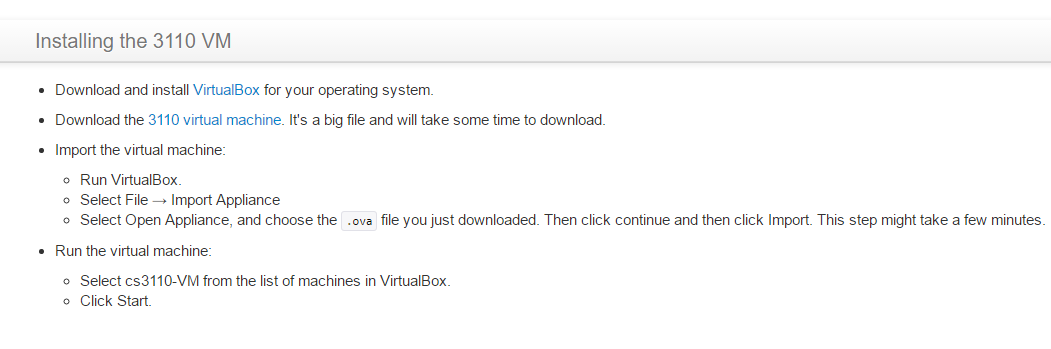 Installing the 3110 VM
Download and install VirtualBox for your operating system.
Download the 3110 virtual machine. It's a big file and will take some time to download.
Import the virtual machine:
Run VirtualBox.
Select File → Import Appliance
Select Open Appliance, and choose the .ova file you just downloaded. Then click continue and then click Import. This step might take a few minutes.
Run the virtual machine:
Select cs3110-VM from the list of machines in VirtualBox.
Click Start.